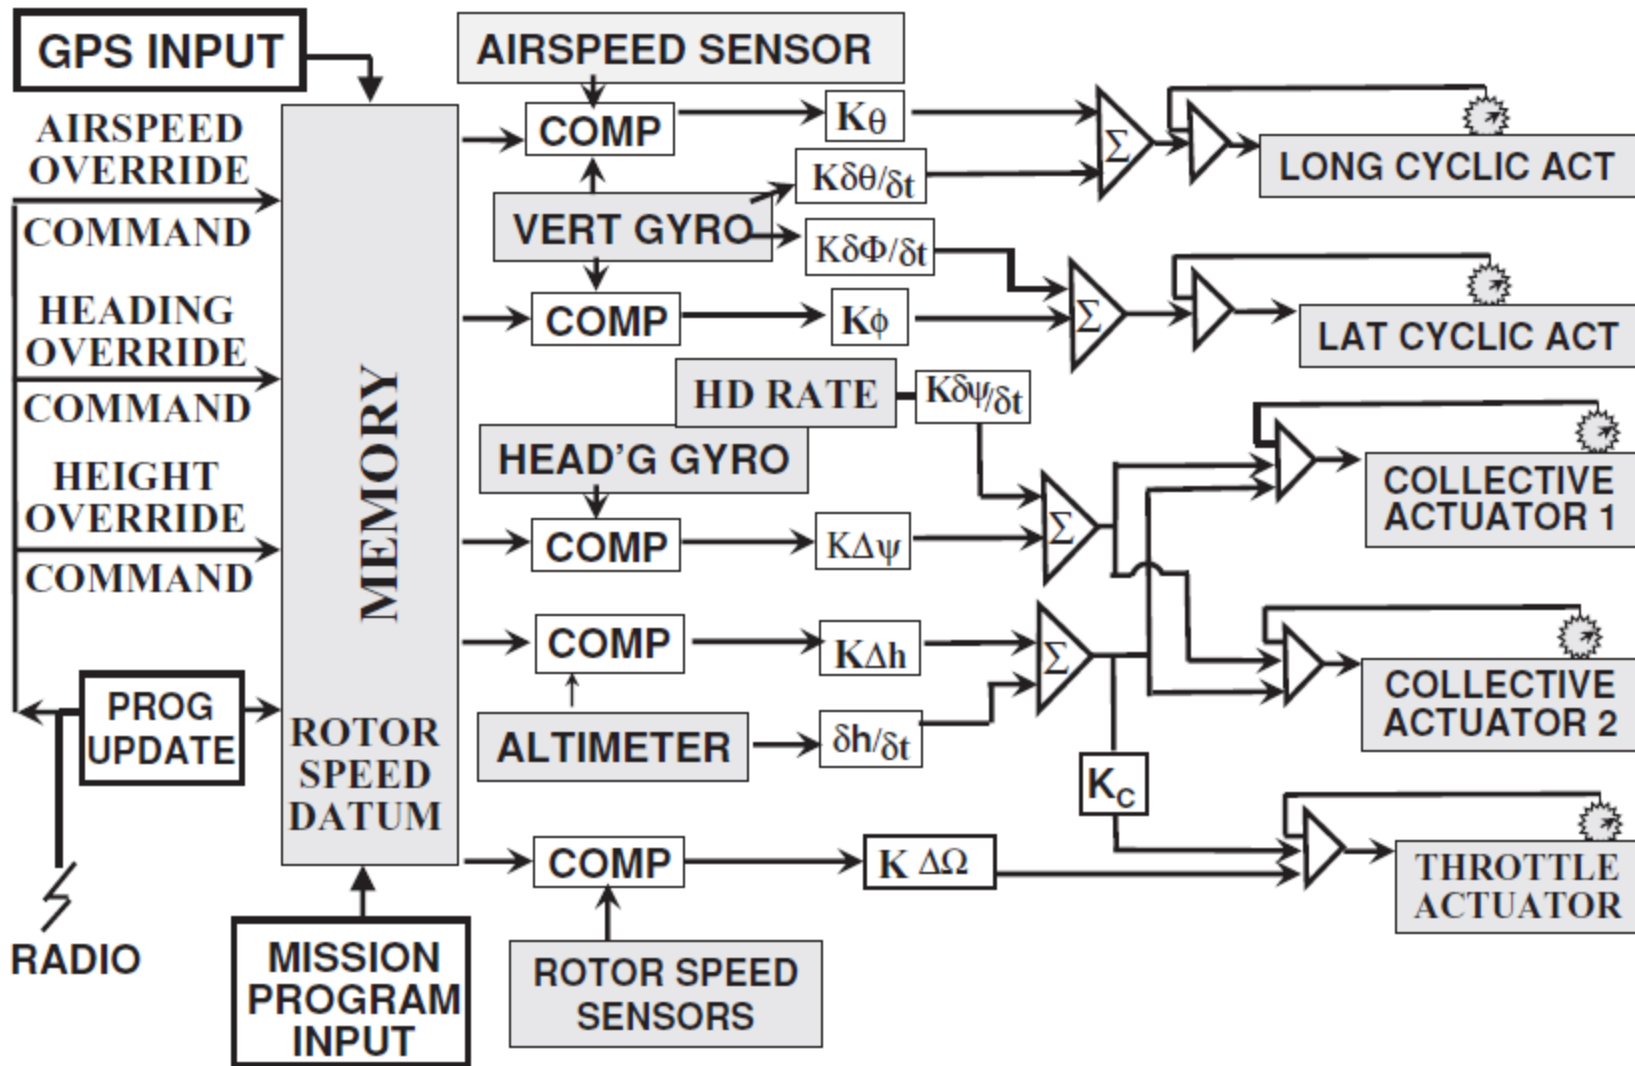 GPS INPUT
AIRSPEED
OVERRIDE
COMMAND
HEADING
OVERRIDE
COMMAND
HEIGHT
OVERRIDE
COMMAND
PROG
UPDATE
RADIO
MEMORY
ROTOR
SPEED
DATUM
MISSION
PROGRAM
INPUT
AIRSPEED SENSOR
COMP
VERT GYRO
COMP
HD RATE
HEAD'G GYRO
COMP
COMP
ALTIMETER
COMP
ROTOR SPEED
SENSORS
Kθ
Kδθ/δt
KδΦ/δt
Kϕ
Kδψ/δt
KΔψ
KΔh
δh/δt
K ΔΩ
Σ
Σ
Σ
Σ
KC
LONG CYCLIC ACT
LAT CYCLIC ACT
COLLECTIVE
ACTUATOR 1
COLLECTIVE
ACTUATOR 2
THROTTLE
ACTUATOR